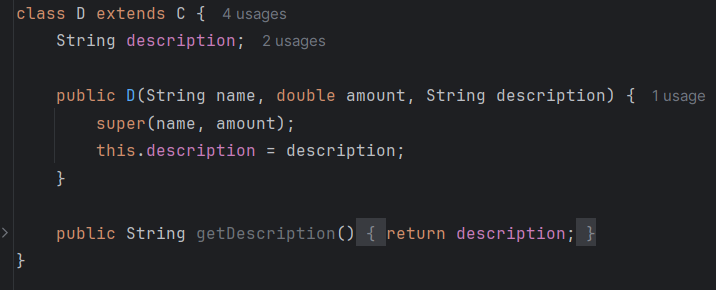 class D extends C {  4 usages
    String description;  2 usages

    public D(String name, double amount, String description) {  1 usage
        super(name, amount);
        this.description = description;
    }

    public String getDescription() { return description; }
}